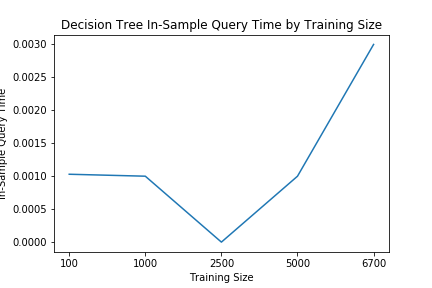 Decision Tree In-Sample Query Time by Training Size
0.0030
0.0025
0.0020
0.0015
0.0010
0.0005
0.0000
In-Sample Query Time
100 1000 2500 5000 6700
Training Size